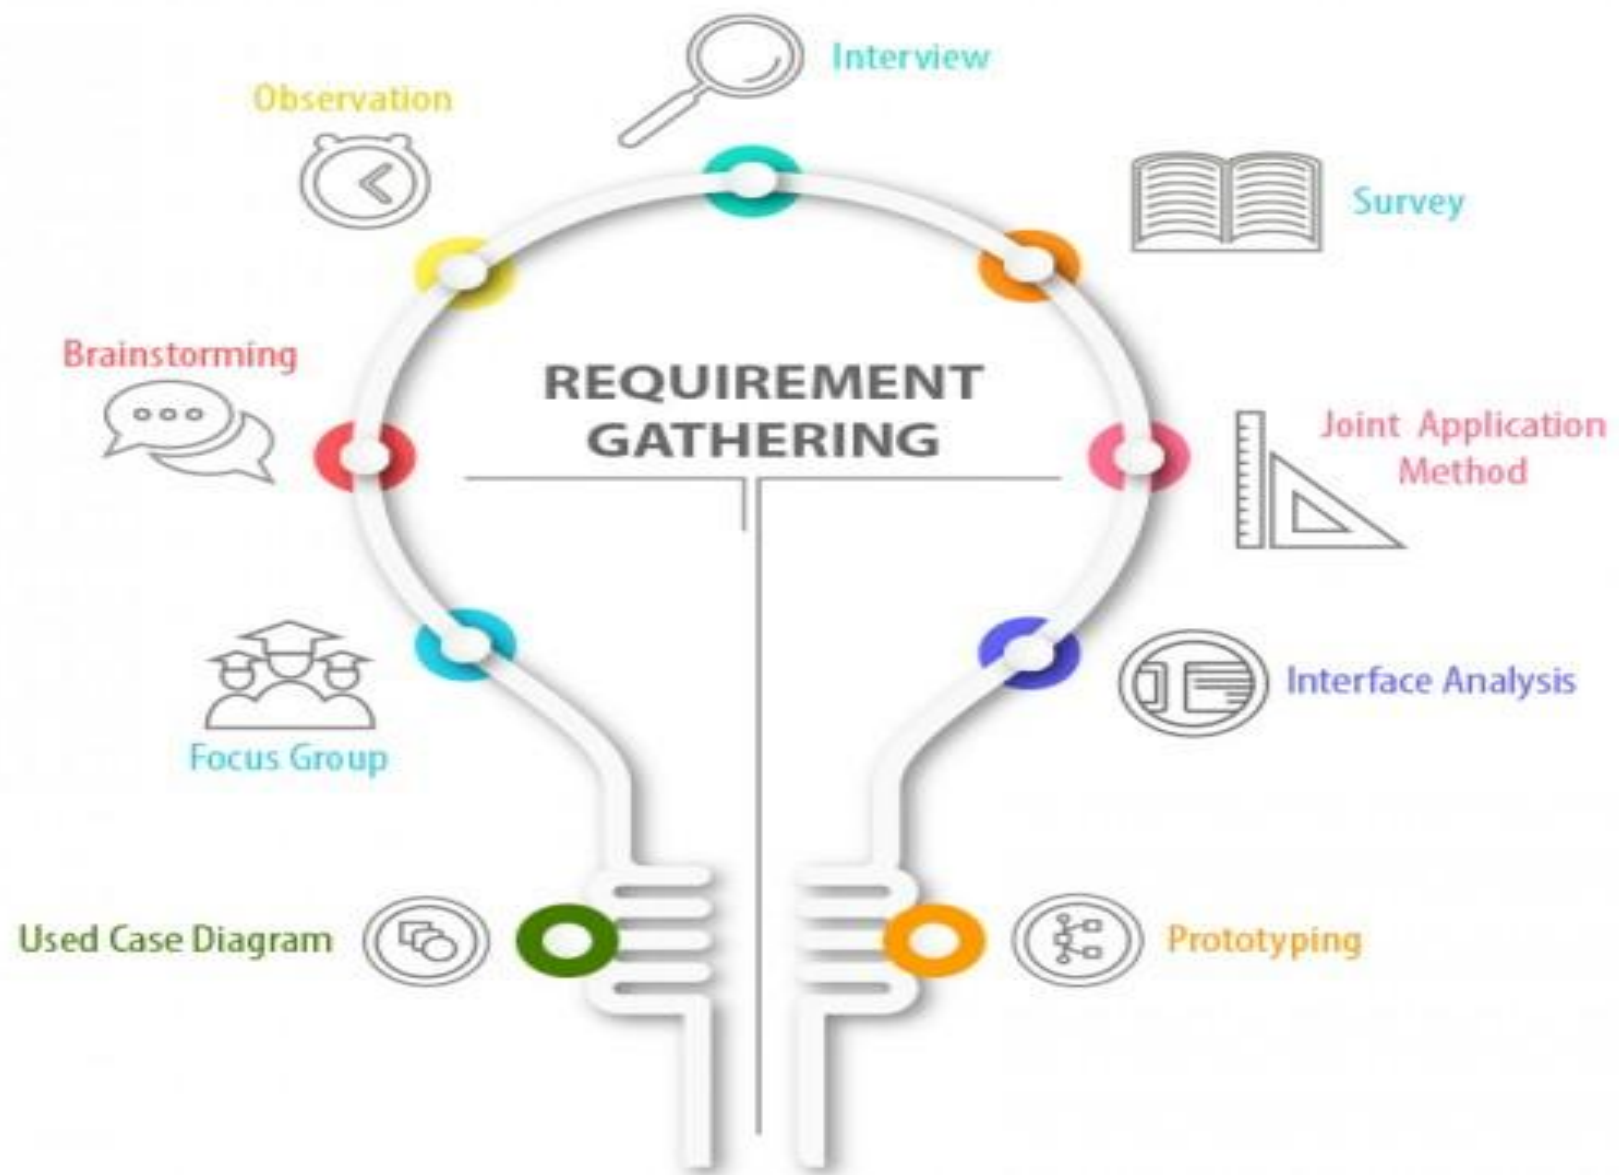 Interview
Observation
Survey
Brainstorming
REQUIREMENT
GATHERING
Joint Application
Method
Interface Analysis
Focus Group
Used Case Diagram
Prototyping